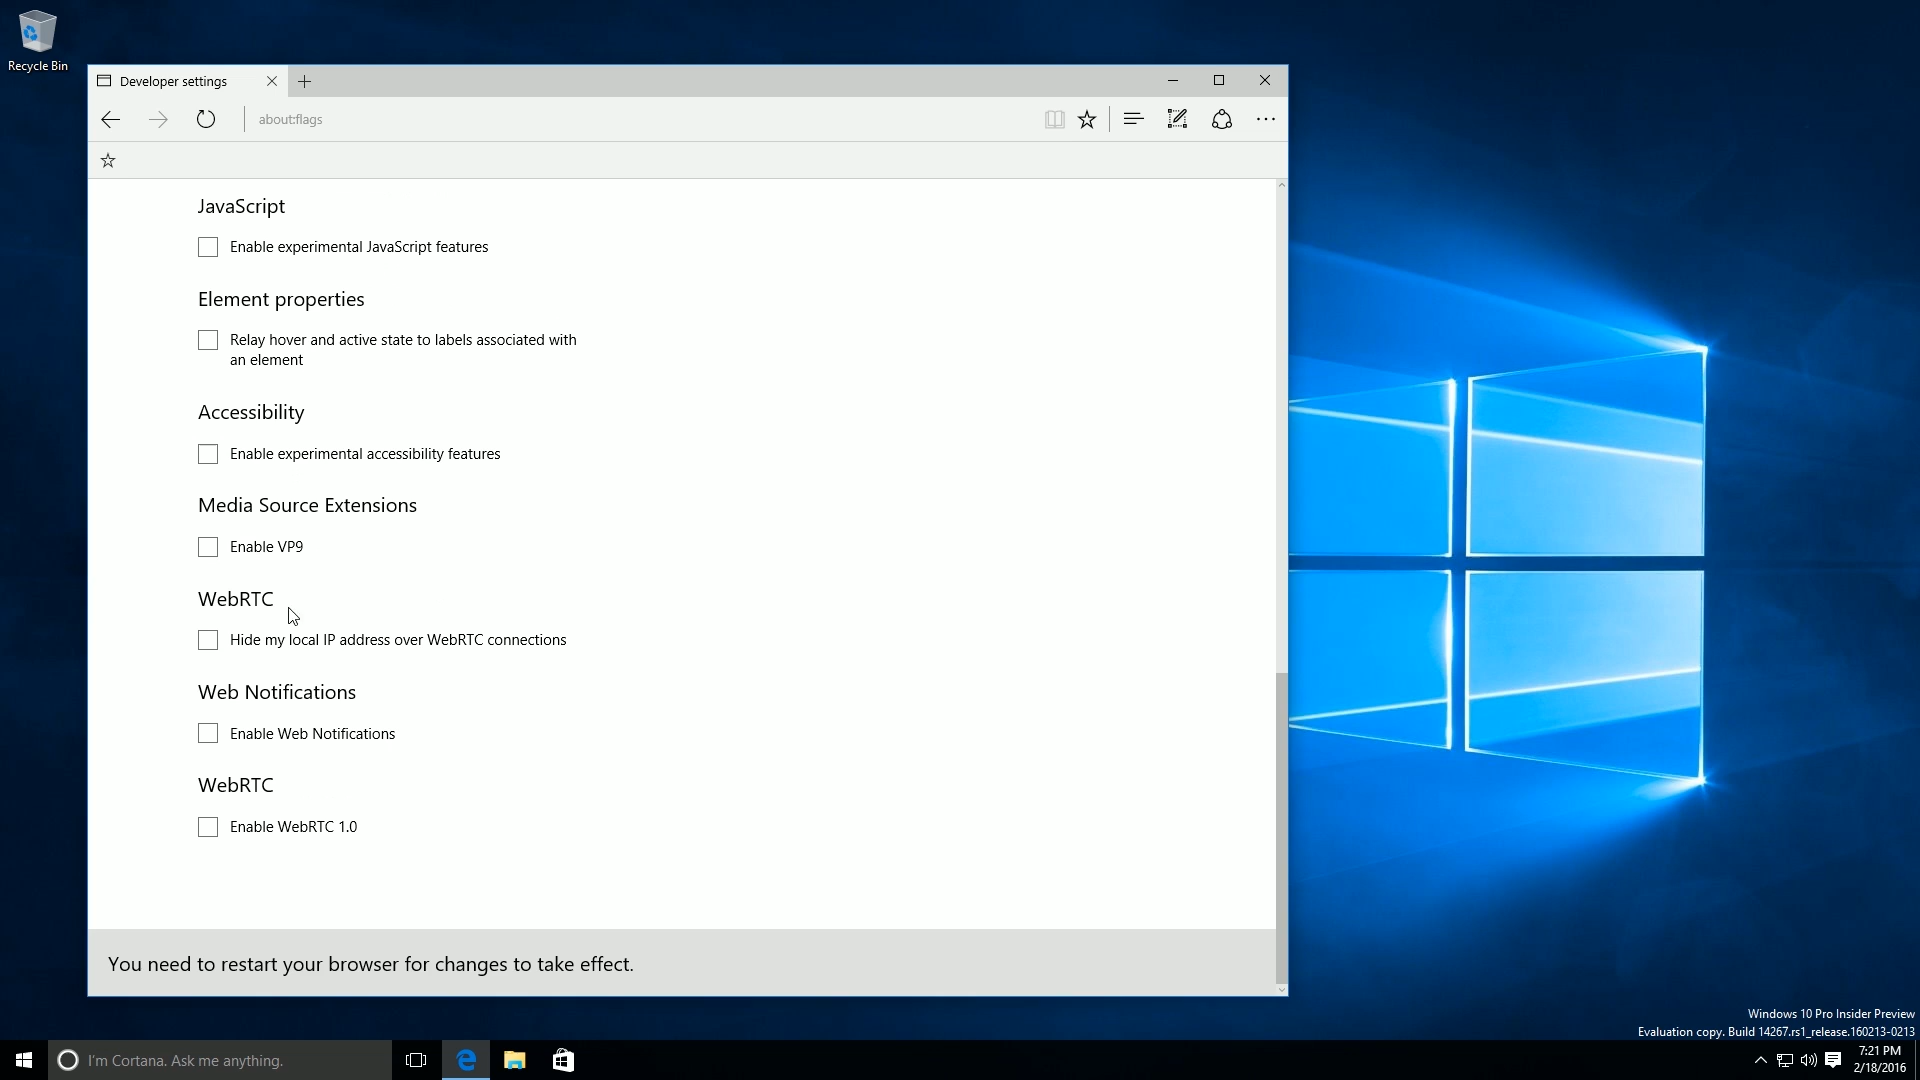 Recycle Bin
Developer settings
about:flags
JavaScript
Enable experimental JavaScript features
Element properties
Relay hover and active state to labels associated with
an element
Accessibility
Enable experimental accessibility features
Media Source Extensions
Enable VP9
WebRTC
Hide my local IP address over WebRTC connections
Web Notifications
Enable Web Notifications
WebRTC
Enable WebRTC 1.0
You need to restart your browser for changes to take effect.
Windows 10 Pro Insider Preview
Evaluation copy. Build 14267.rs1_release.160213-0213
I'm Cortana. Ask me anything.
7:21 PM
2/18/2016